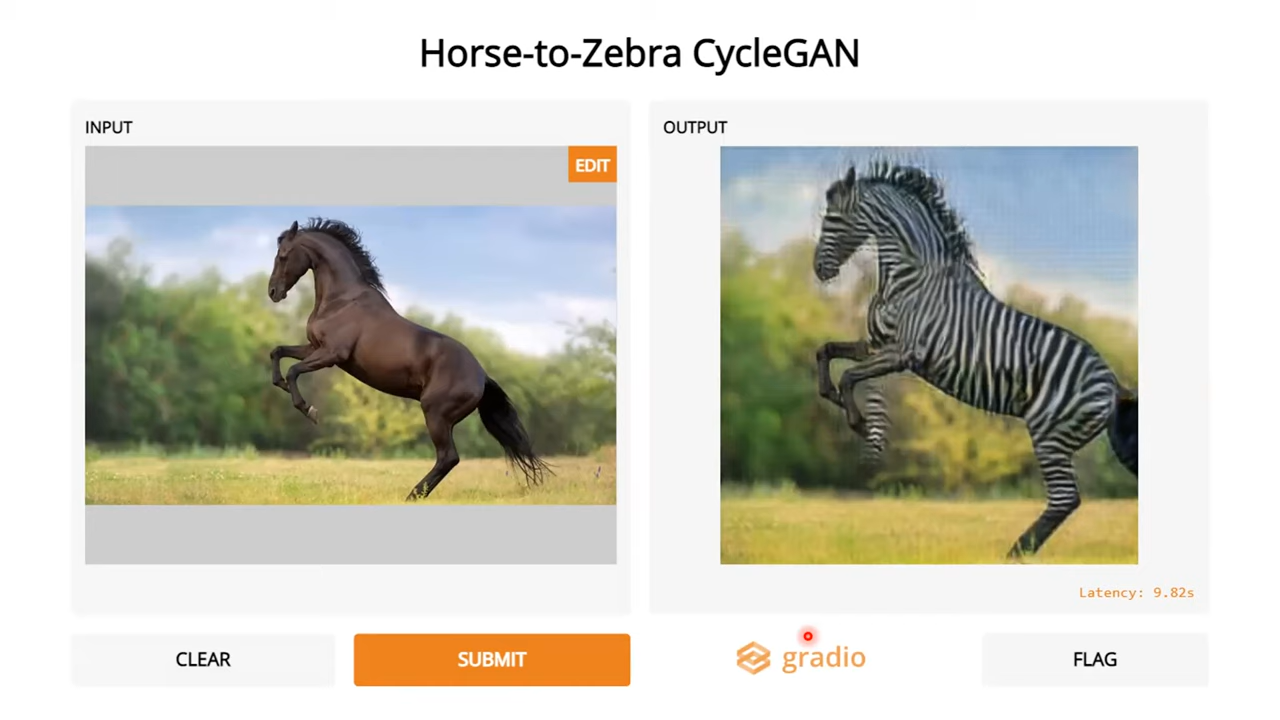 Horse-to-Zebra CycleGAN
INPUT
EDIT
OUTPUT
Latency: 9.82s
CLEAR
SUBMIT
gradio
FLAG